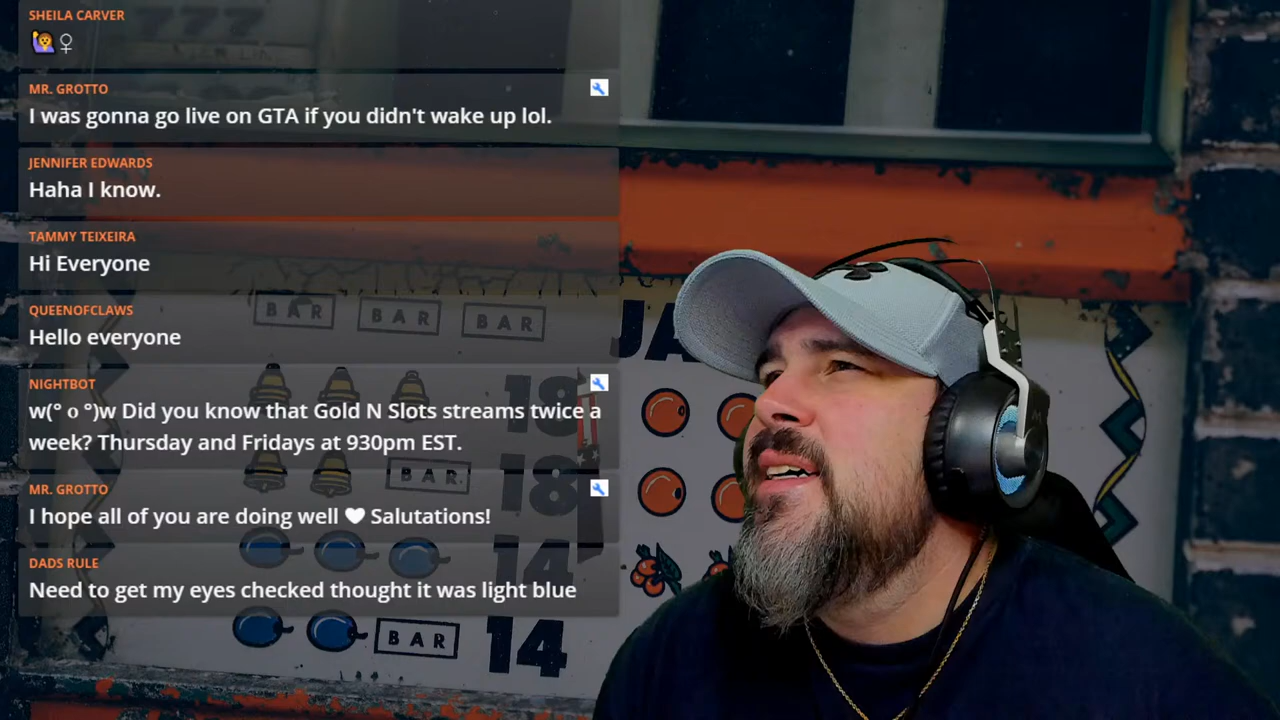 777
SHEILA CARVER
🙋♀
MR. GROTTO
I was gonna go live on GTA if you didn't wake up lol.
JENNIFER EDWARDS
Haha I know.
TAMMY TEIXEIRA
Hi Everyone
QUEENOFCLAWS
BAR BAR BAR
JA
Hello everyone
NIGHTBOT
w(° o °)w Did you know that Gold N Slots streams twice a
week? Thursday and Fridays at 930pm EST.
18
BAR
18
MR. GROTTO
I hope all of you are doing well ♥ Salutations!
14
DADS RULE
Need to get my eyes checked thought it was light blue
BAR
14